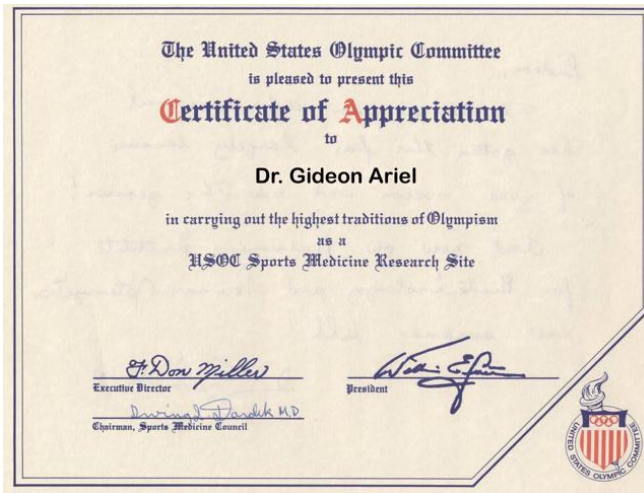 The United States Olympic Committee
is pleased to present this
Certificate of Appreciation
to
Dr. Gideon Ariel
in carrying out the highest traditions of Olympism
as a
USOC Sports Medicine Research Site
F. Don Miller
Executive Director
President
Dardik MD
Chairman, Sports Medicine Council
UNITED STATES OLYMPIC COMMITTEE